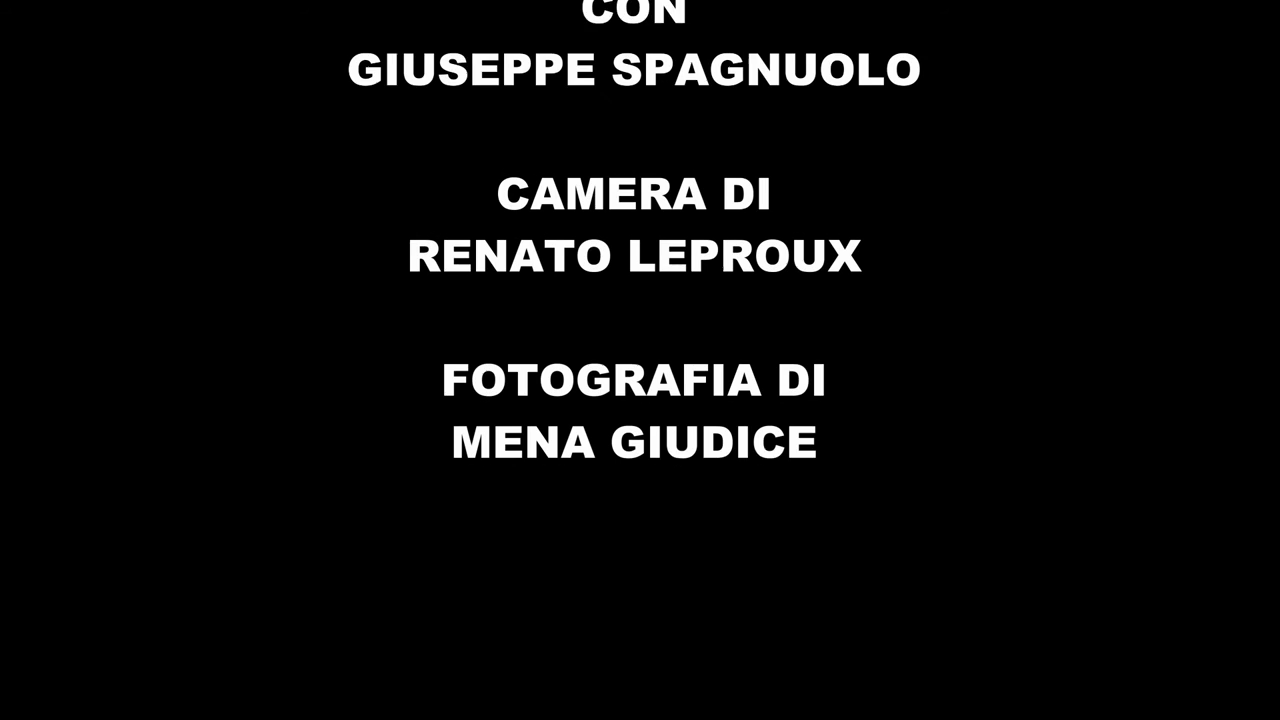 CON
GIUSEPPE SPAGNUOLO
CAMERA DI
RENATO LEPROUX
FOTOGRAFIA DI
MENA GIUDICE